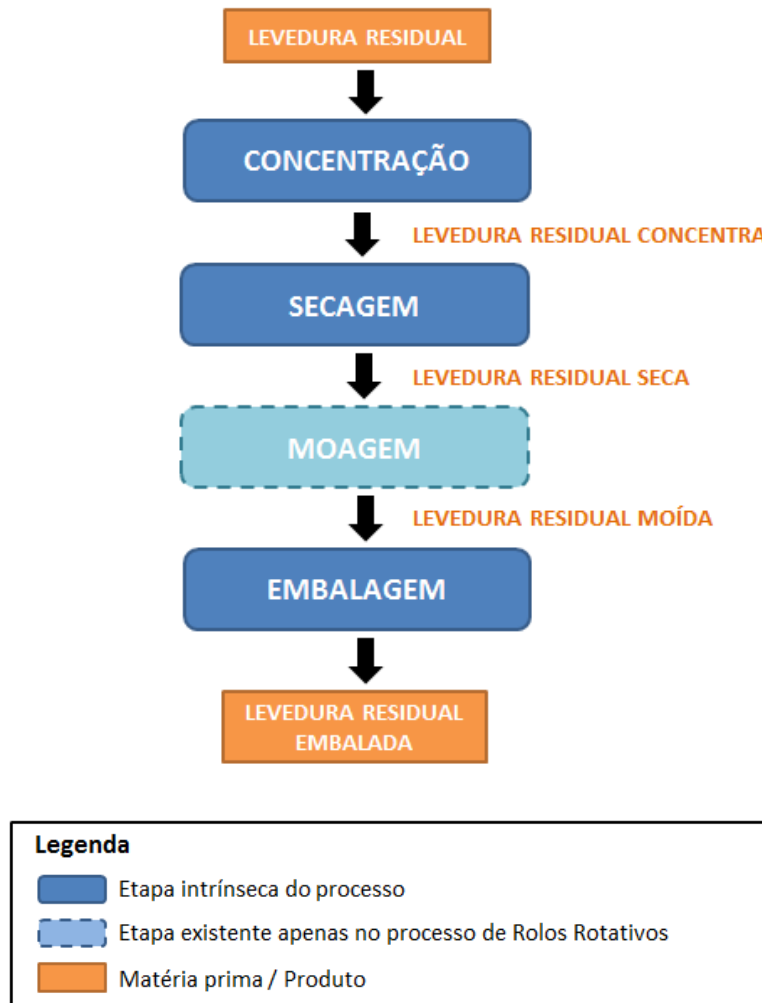 LEVEDURA RESIDUAL
CONCENTRAÇÃO
LEVEDURA RESIDUAL CONCENTRA
SECAGEM
LEVEDURA RESIDUAL SECA
MOAGEM
LEVEDURA RESIDUAL MOÍDA
EMBALAGEM
LEVEDURA RESIDUAL
EMBALADA
Legenda
Etapa intrínseca do processo
Etapa existente apenas no processo de Rolos Rotativos
Matéria prima / Produto